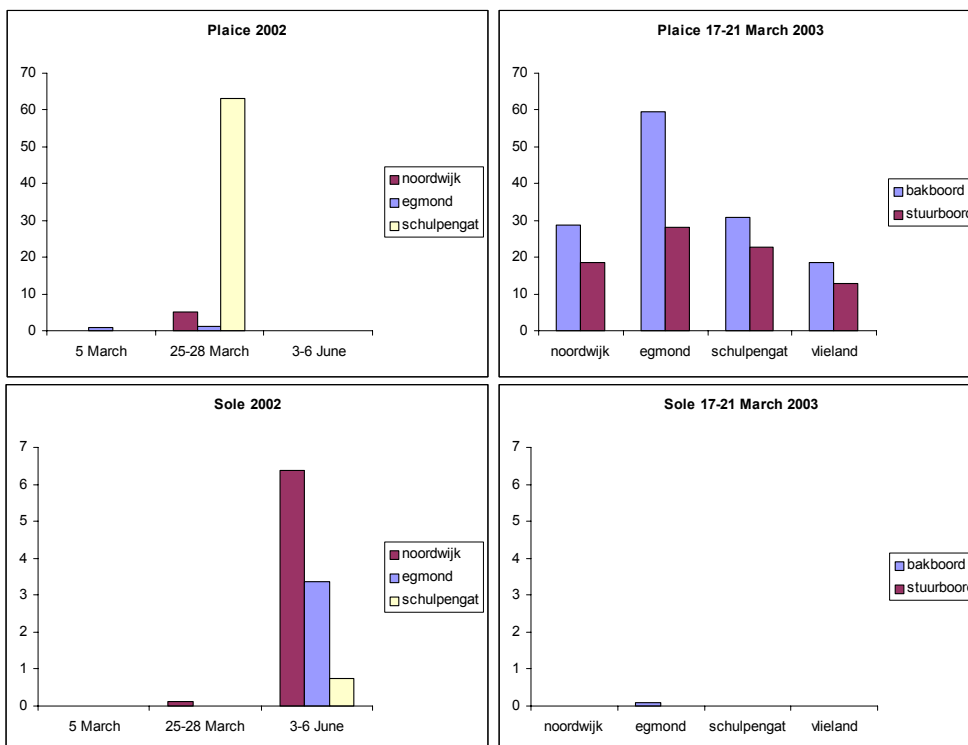 Plaice 2002
70
60
50
40
30
20
10
0
5 March 25-28 March 3-6 June
noordwijk
egmond
schulpengat
Plaice 17-21 March 2003
70
60
50
40
30
20
10
0
noordwijk egmond schulpengat vlieland
bakboord
stuurboord
Sole 2002
7
6
5
4
3
2
1
0
5 March 25-28 March 3-6 June
noordwijk
egmond
schulpengat
Sole 17-21 March 2003
7
6
5
4
3
2
1
0
noordwijk egmond schulpengat vlieland
bakboord
stuurboord